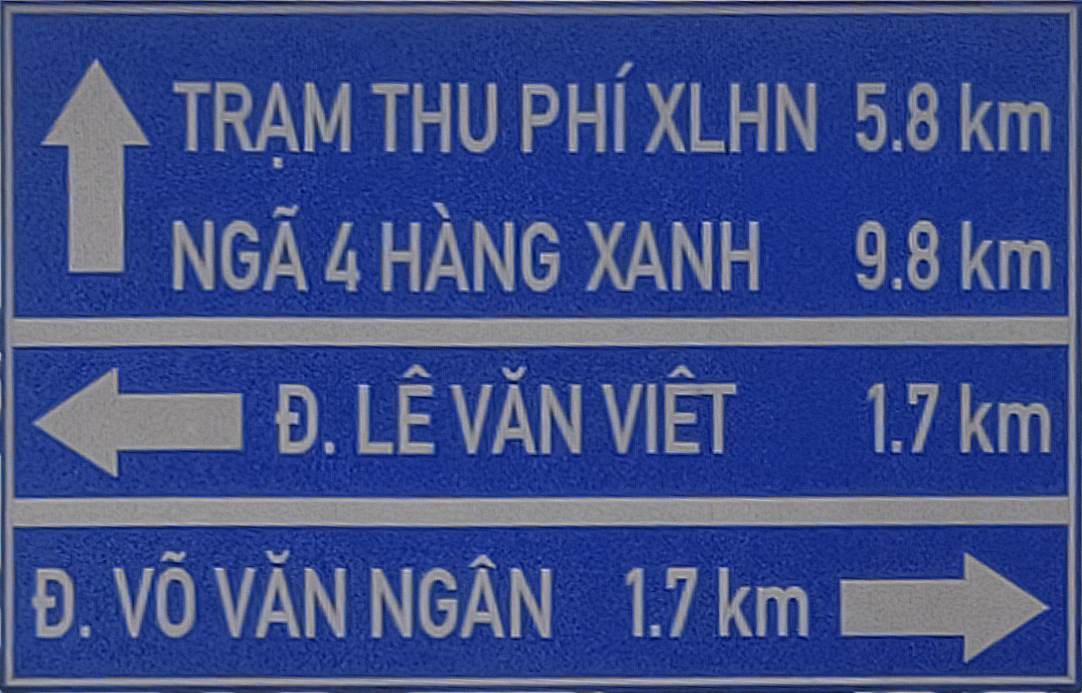 TRẠM THU PHÍ XLHN 5.8 km
NGÃ 4 HÀNG XANH 9.8 km
Đ. LÊ VĂN VIÊT 1.7 km
Đ. VÕ VĂN NGÂN 1.7 km